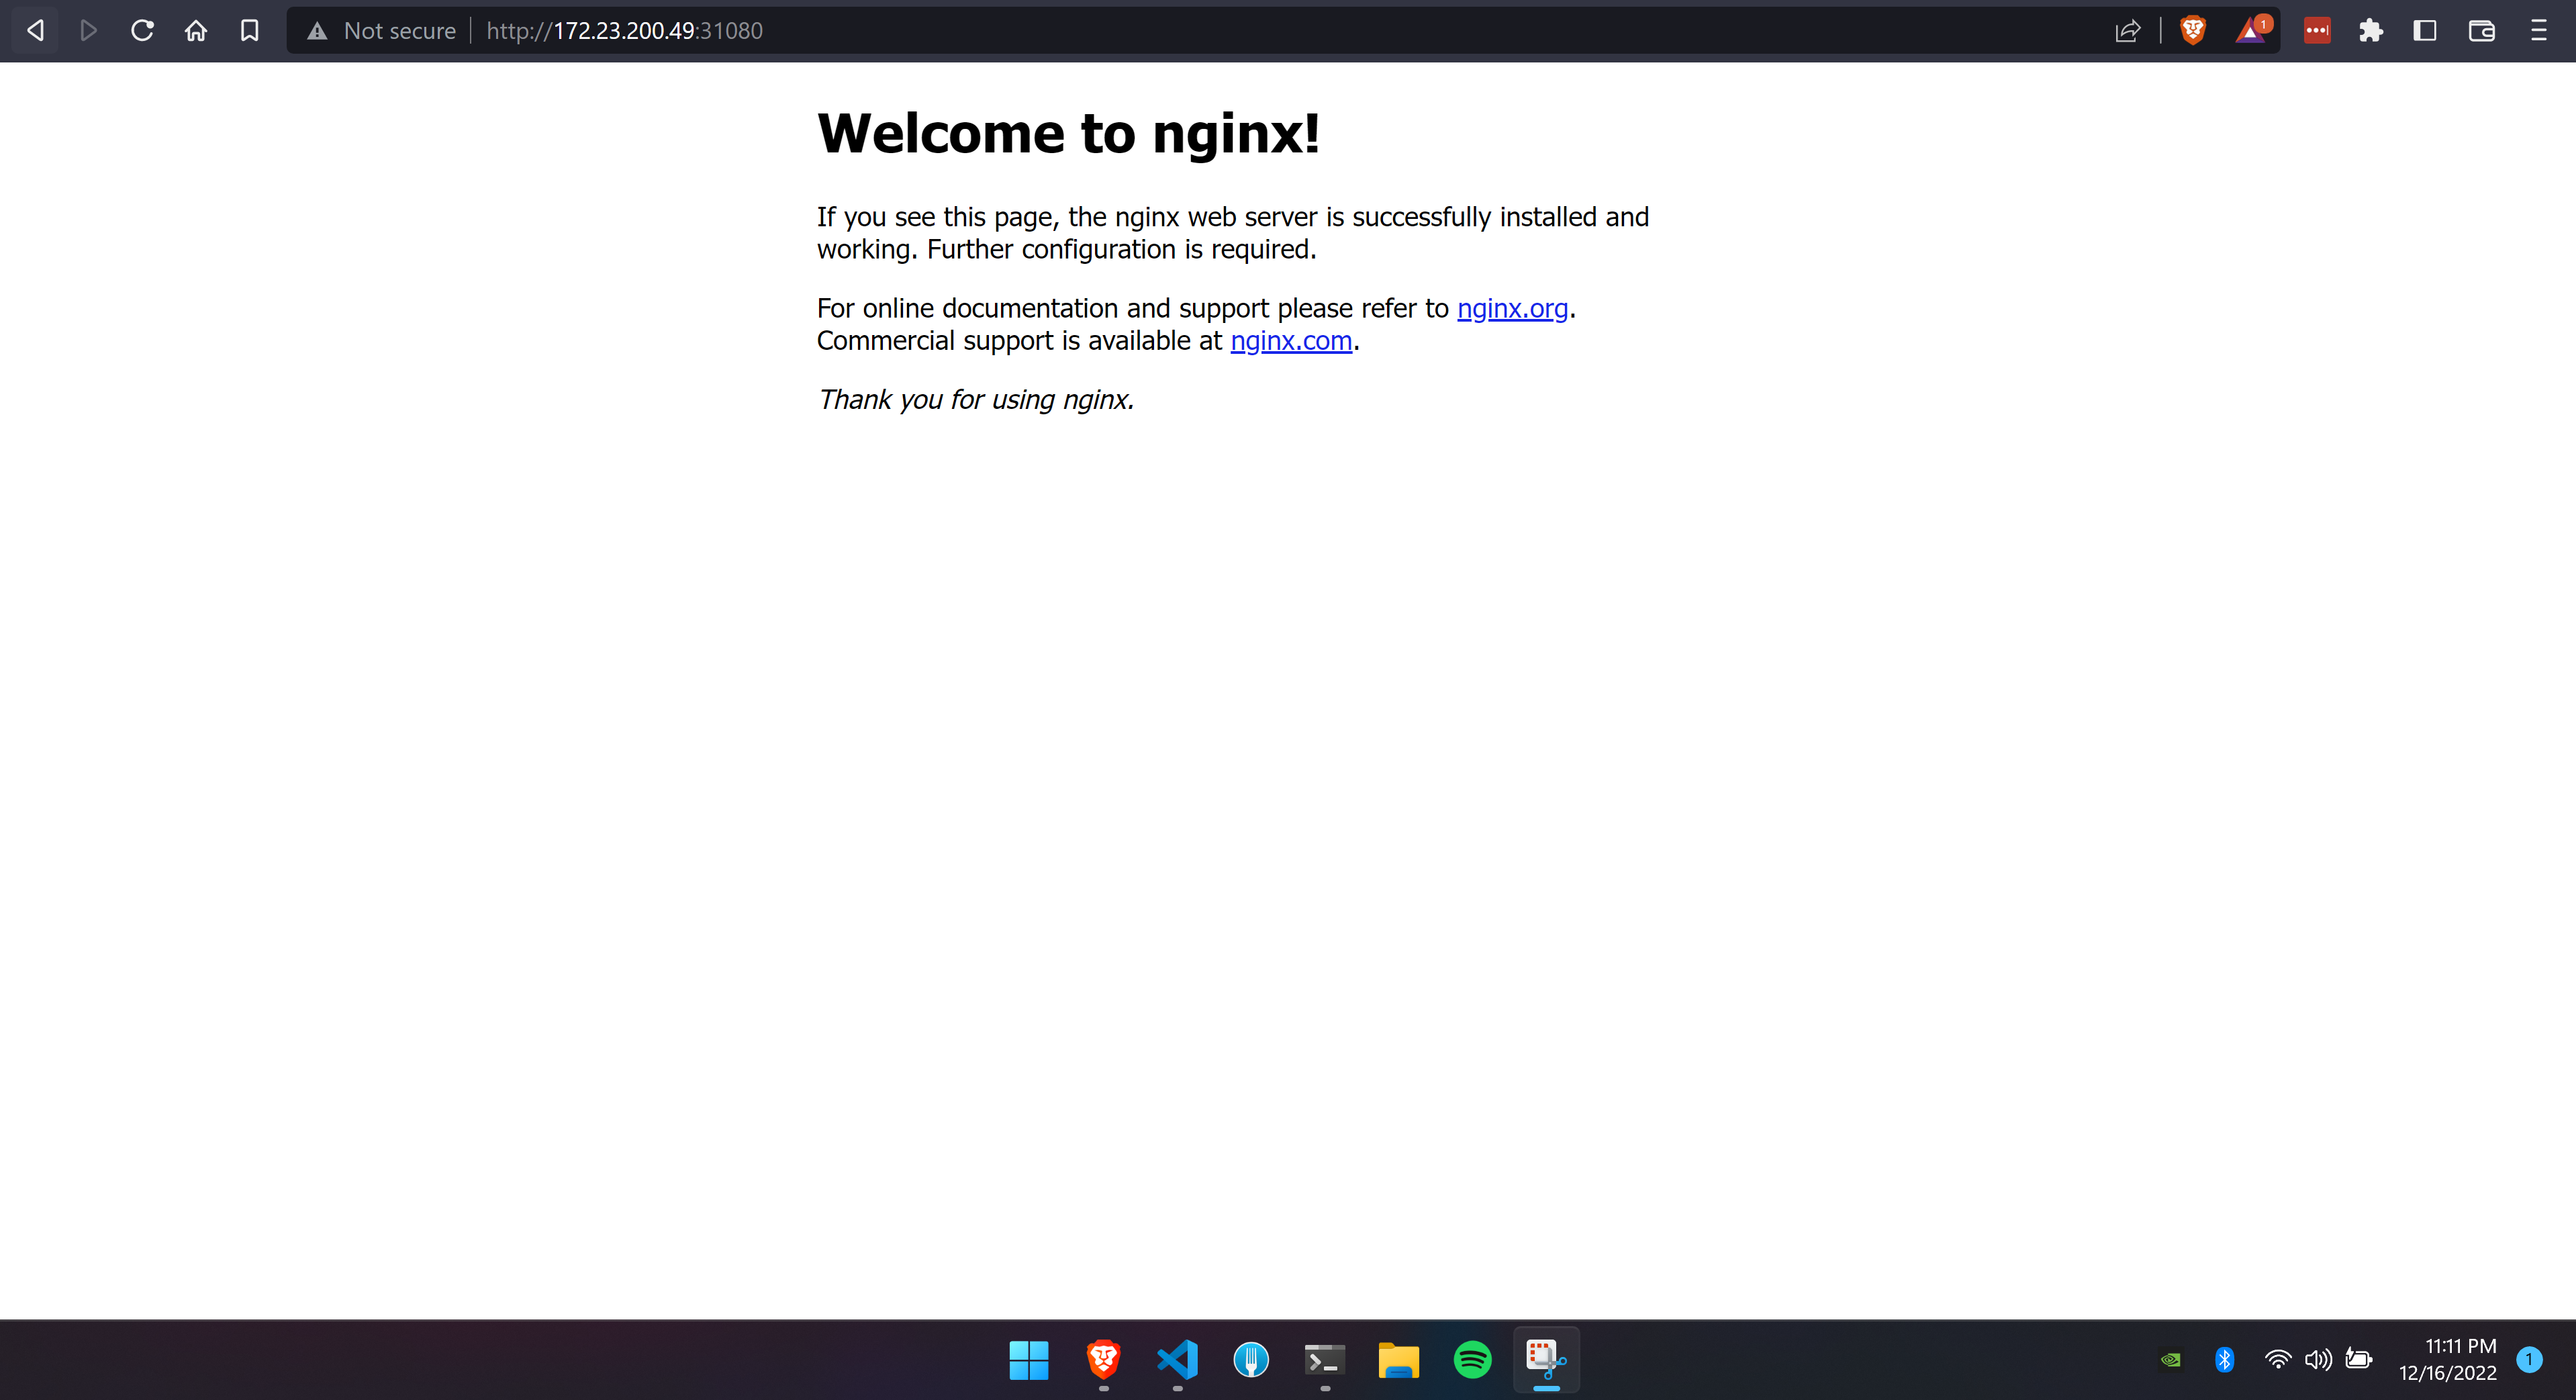 Not secure http://172.23.200.49:31080
1
Welcome to nginx!
If you see this page, the nginx web server is successfully installed and
working. Further configuration is required.
For online documentation and support please refer to nginx.org.
Commercial support is available at nginx.com.
Thank you for using nginx.
11:11 PM
12/16/2022
1